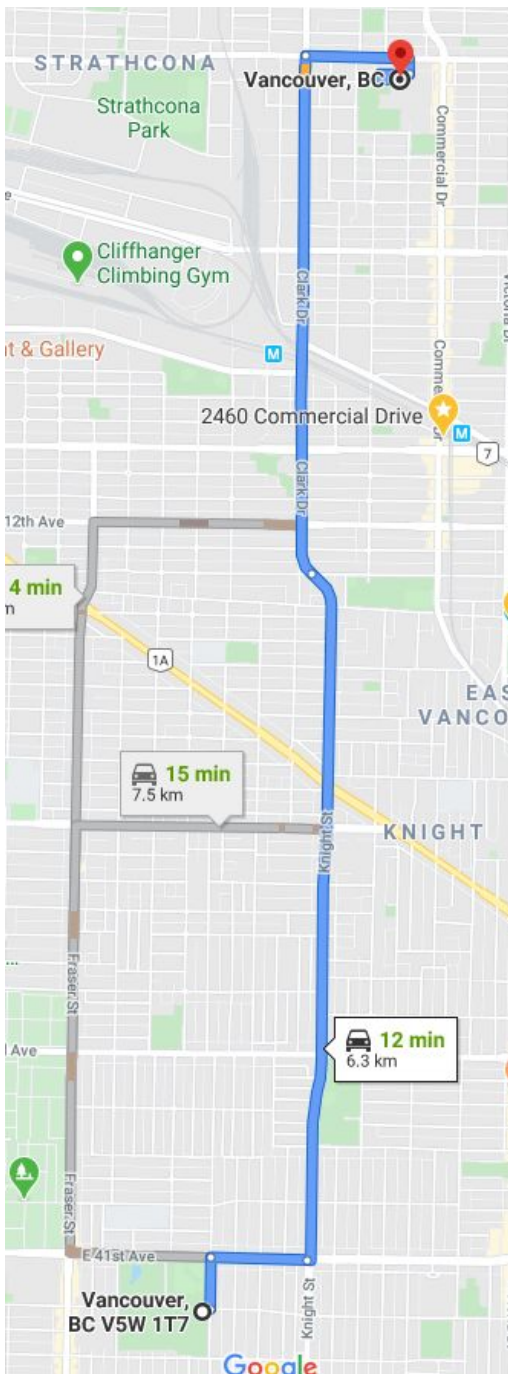 STRATHCONA
Vancouver, BC
Strathcona
Park
Commercial Dr
Cliffhanger
Climbing Gym
Clark Dr
t & Gallery
M
2460 Commercial Drive
M
7
Clark Dr
12th Ave
4 min
m
1A
EAS
VANCO
15 min
7.5 km
KNIGHT
Knight St
Fraser St
12 min
6.3 km
Ave
Fraser St
E 41st Ave
Vancouver,
BC V5W 1T7
Knight St
Google